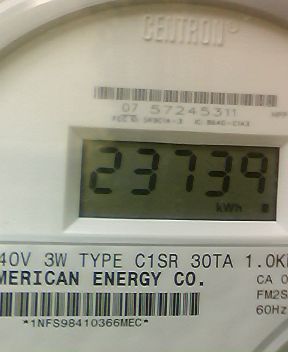 CENTRON®
07 57245311
23739
kWh
40V 3W TYPE C1SR 30TA 1.0K
MERICAN ENERGY CO.
CA 0
FM2S
60Hz
*1NFS98410366MEC*